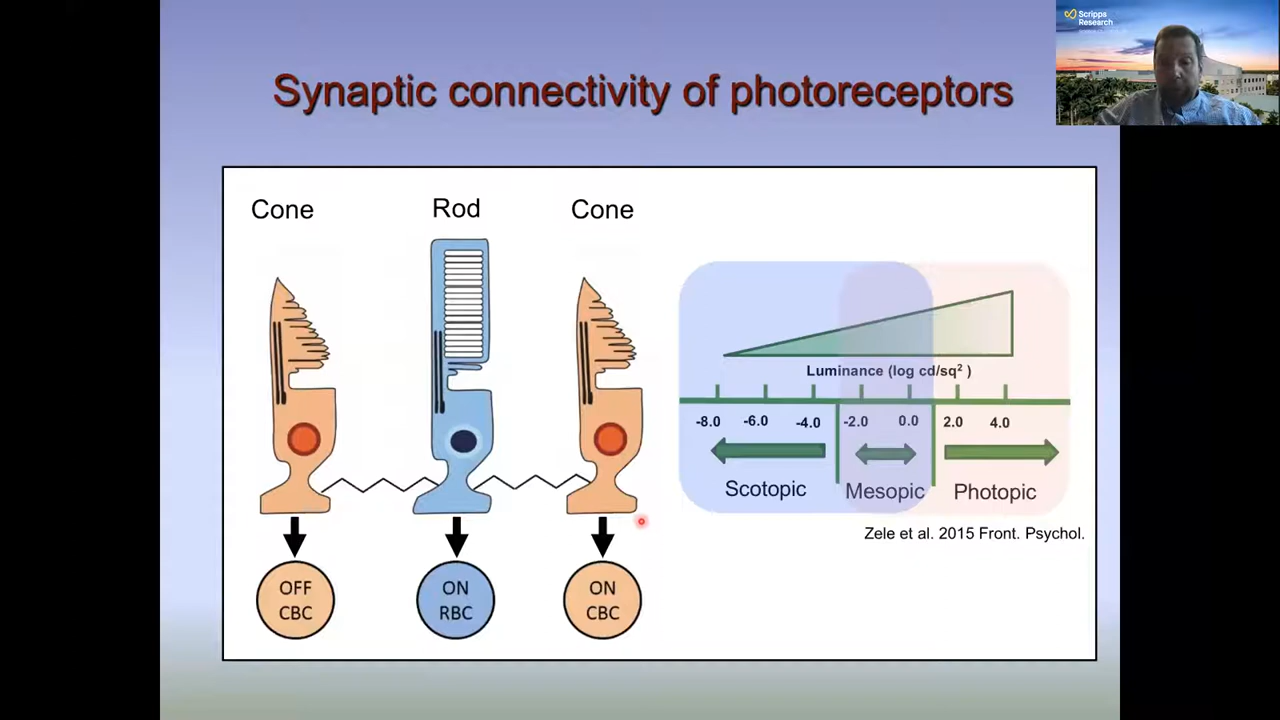 Scripps
Research
Synaptic connectivity of photoreceptors
Cone
Rod
Cone
Luminance (log cd/sq² )
-8.0 -6.0 -4.0 -2.0 0.0 2.0 4.0
Scotopic
Mesopic
Photopic
Zele et al. 2015 Front. Psychol.
OFF
CBC
ON
RBC
ON
CBC